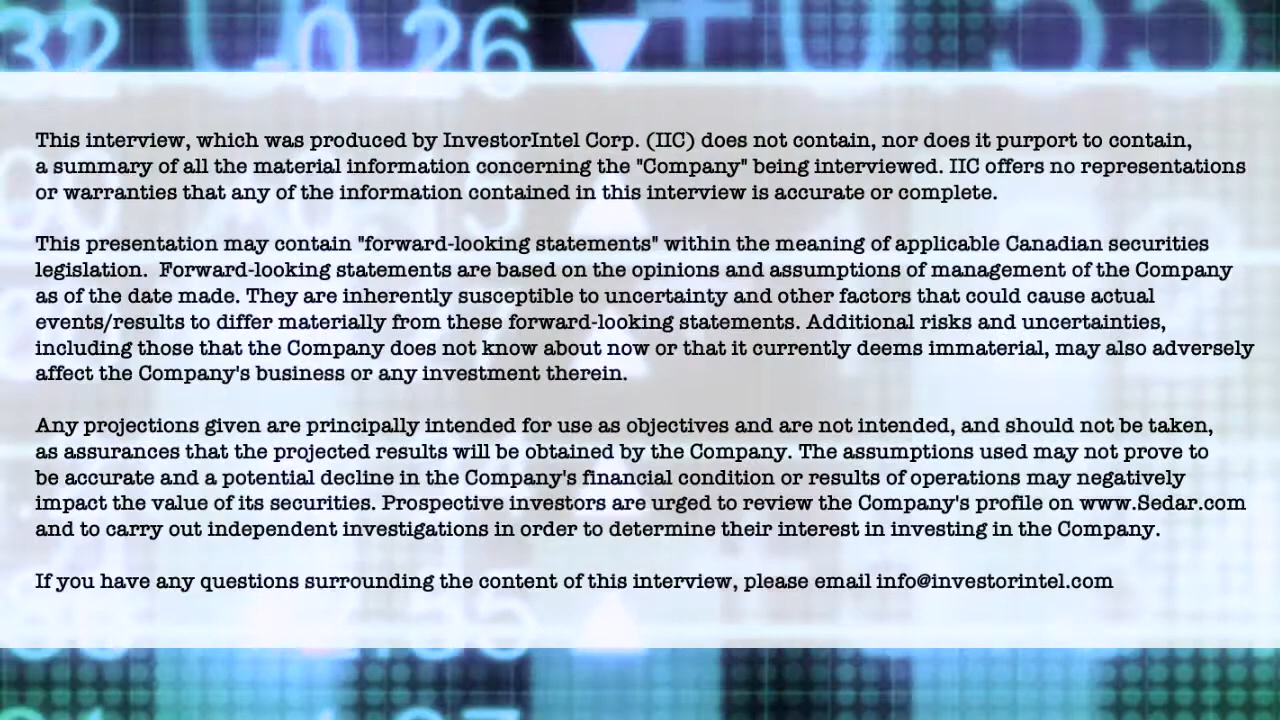 32 -0.26 ▼ +0.55
This interview, which was produced by InvestorIntel Corp. (IIC) does not contain, nor does it purport to contain,
a summary of all the material information concerning the "Company" being interviewed. IIC offers no representations
or warranties that any of the information contained in this interview is accurate or complete.
This presentation may contain "forward-looking statements" within the meaning of applicable Canadian securities
legislation.  Forward-looking statements are based on the opinions and assumptions of management of the Company
as of the date made. They are inherently susceptible to uncertainty and other factors that could cause actual
events/results to differ materially from these forward-looking statements. Additional risks and uncertainties,
including those that the Company does not know about now or that it currently deems immaterial, may also adversely
affect the Company's business or any investment therein.
Any projections given are principally intended for use as objectives and are not intended, and should not be taken,
as assurances that the projected results will be obtained by the Company. The assumptions used may not prove to
be accurate and a potential decline in the Company's financial condition or results of operations may negatively
impact the value of its securities. Prospective investors are urged to review the Company's profile on www.Sedar.com
and to carry out independent investigations in order to determine their interest in investing in the Company.
If you have any questions surrounding the content of this interview, please email info@investorintel.com